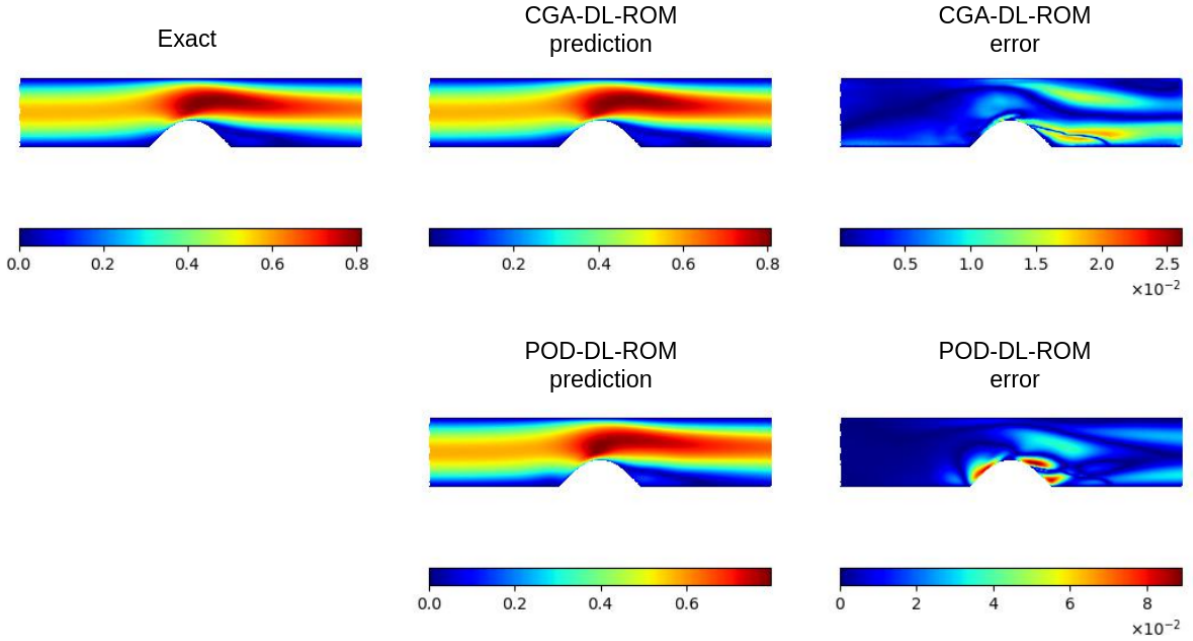 Exact
CGA-DL-ROM
prediction
CGA-DL-ROM
error
0.0 0.2 0.4 0.6 0.8
0.2 0.4 0.6 0.8
0.5 1.0 1.5 2.0 2.5
×10⁻²
POD-DL-ROM
prediction
POD-DL-ROM
error
0.0 0.2 0.4 0.6
0 2 4 6 8
×10⁻²